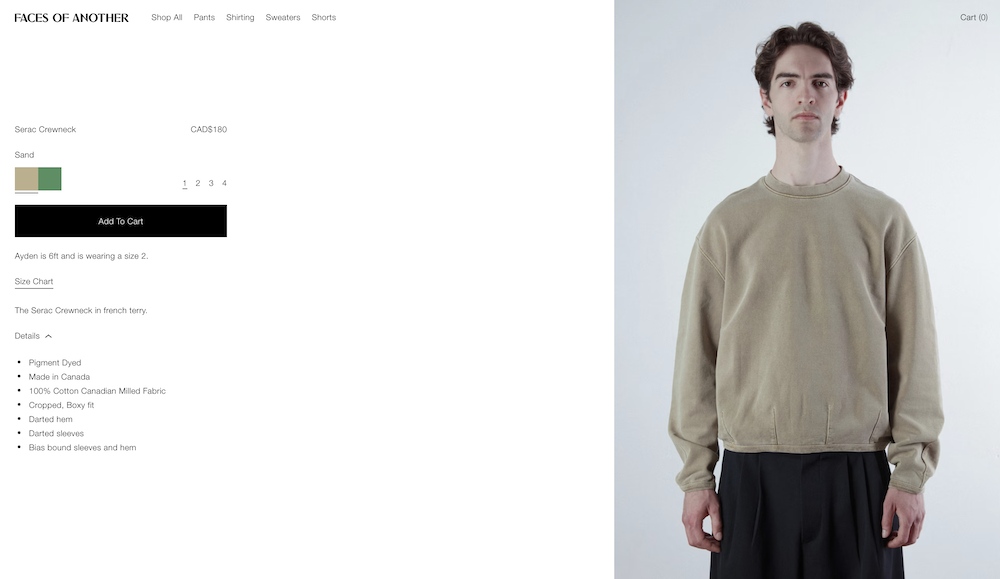 FACES OF ANOTHER Shop All Pants Shirting Sweaters Shorts Cart (0)
Serac Crewneck CAD$180
Sand
1 2 3 4
Add To Cart
Ayden is 6ft and is wearing a size 2.
Size Chart
The Serac Crewneck in french terry.
Details
• Pigment Dyed
• Made in Canada
• 100% Cotton Canadian Milled Fabric
• Cropped, Boxy fit
• Darted hem
• Darted sleeves
• Bias bound sleeves and hem